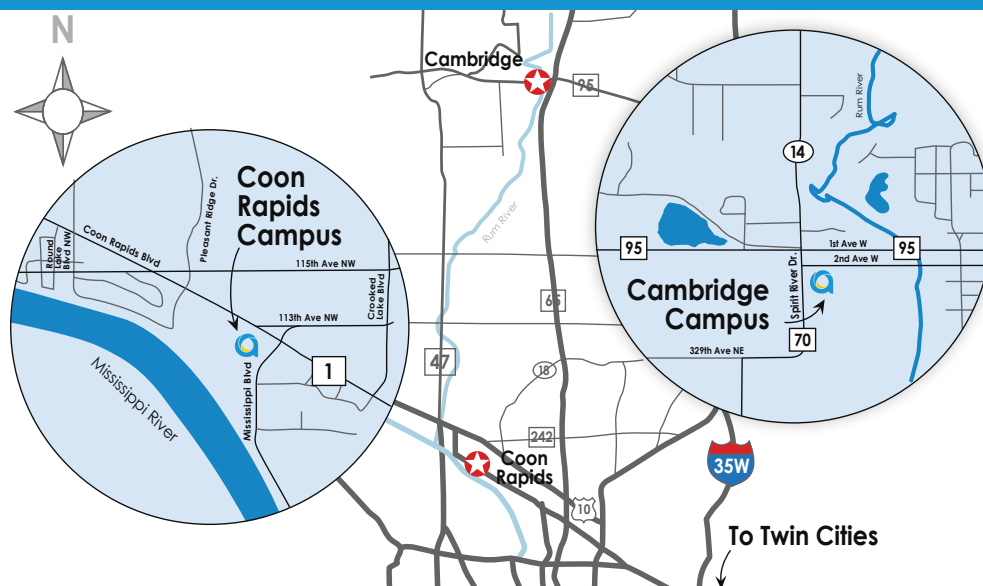 N
Cambridge
95
Rum River
65
47
18
242
Coon
Rapids
10
35W
To Twin Cities
Coon
Rapids
Campus
Pleasant Ridge Dr.
Coon Rapids Blvd
Round
Lake
Blvd NW
115th Ave NW
Crooked
Lake Blvd
113th Ave NW
1
Mississippi Blvd
Mississippi River
Rum River
14
95
1st Ave W
95
2nd Ave W
Spirit River Dr.
Cambridge
Campus
70
329th Ave NE